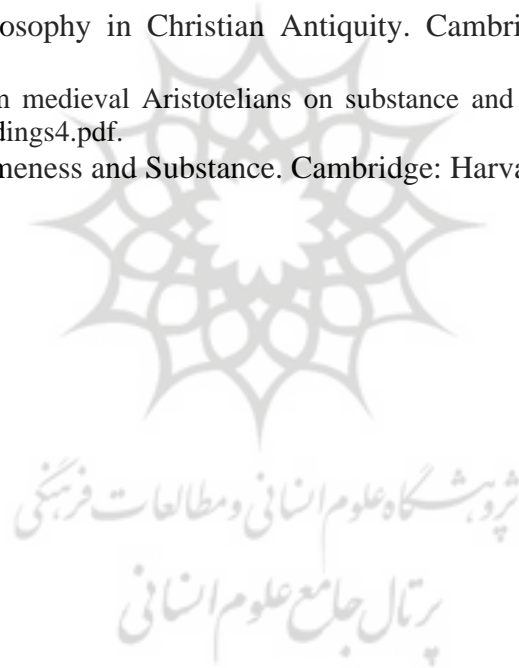 osophy in Christian Antiquity. Cambri
n medieval Aristotelians on substance and
dings4.pdf.
meness and Substance. Cambridge: Harva
پژوهشگاه علوم انسانی و مطالعات فرهنگی
پرتال جامع علوم انسانی